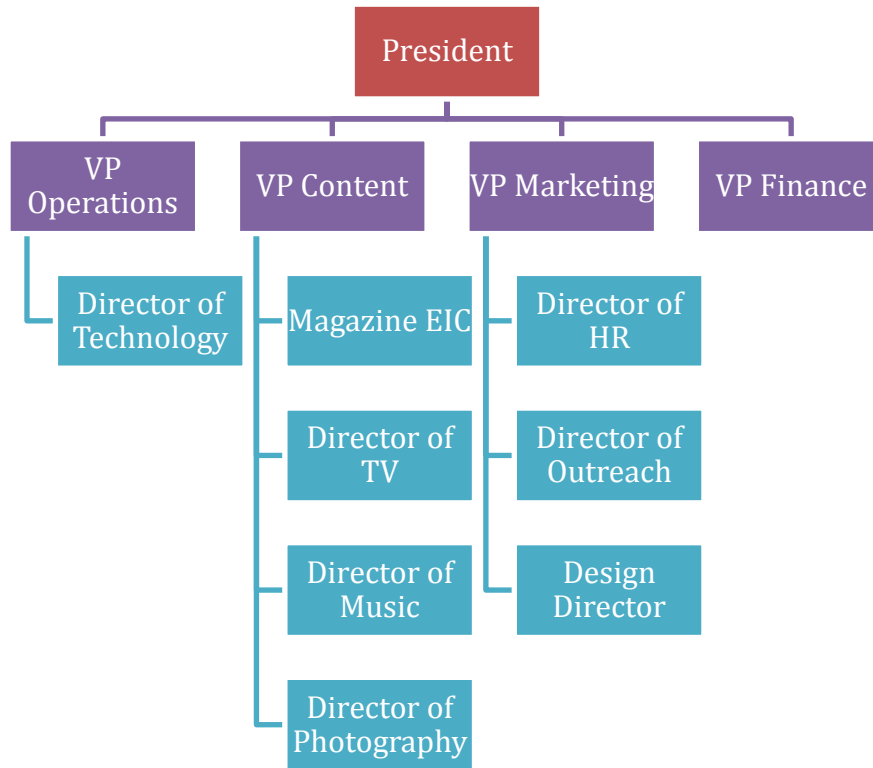 President
VP
Operations
VP Content
VP Marketing
VP Finance
Director of
Technology
Magazine EIC
Director of
HR
Director of
TV
Director of
Outreach
Director of
Music
Design
Director
Director of
Photography